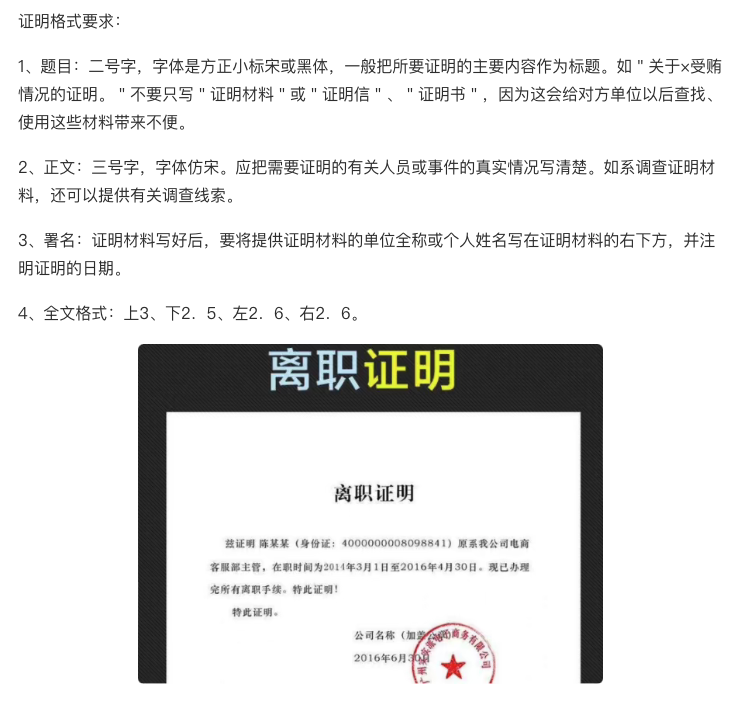 证明格式要求：
1、题目：二号字，字体是方正小标宋或黑体，一般把所要证明的主要内容作为标题。如＂关于×受贿
情况的证明。＂不要只写＂证明材料＂或＂证明信＂、＂证明书＂，因为这会给对方单位以后查找、
使用这些材料带来不便。
2、正文：三号字，字体仿宋。应把需要证明的有关人员或事件的真实情况写清楚。如系调查证明材
料，还可以提供有关调查线索。
3、署名：证明材料写好后，要将提供证明材料的单位全称或个人姓名写在证明材料的右下方，并注
明证明的日期。
4、全文格式：上3、下2．5、左2．6、右2．6。
离职证明
离职证明
兹证明 陈某某（身份证：4000000008098841）原系我公司电商
客服部主管，在职时间为2014年3月1日至2016年4月30日。现已办理
完所有离职手续。特此证明！
特此证明。
公司名称（加盖公章）
2016年6月30日
商务有限公司